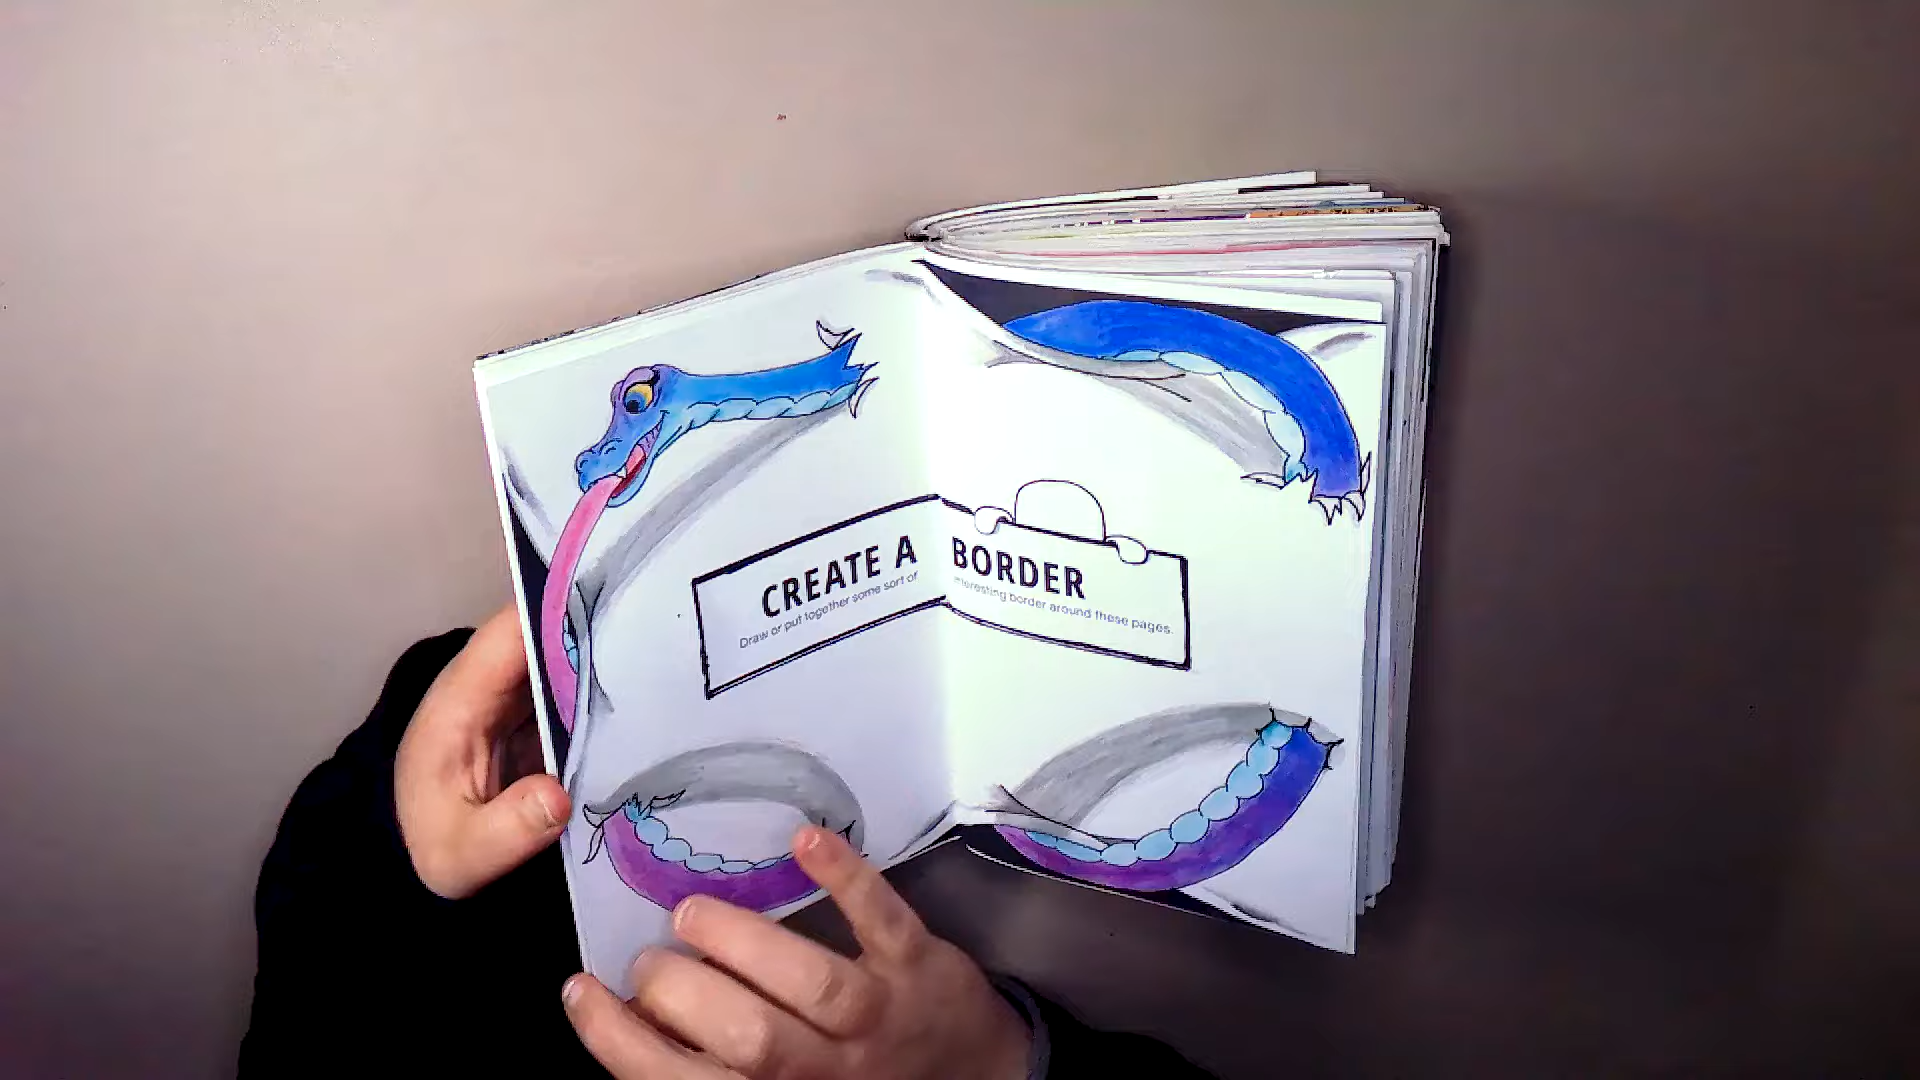 CREATE A BORDER
Draw or put together some sort of interesting border around these pages.